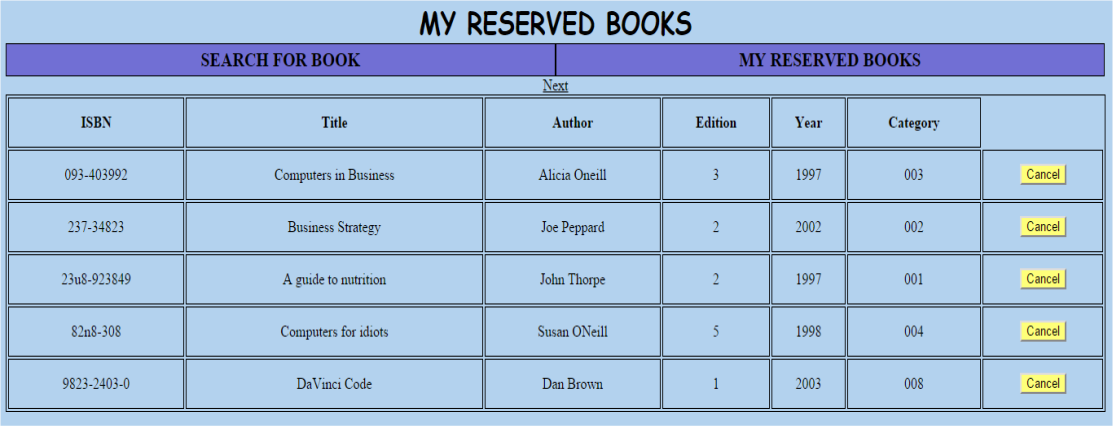 MY RESERVED BOOKS
SEARCH FOR BOOK MY RESERVED BOOKS
Next
ISBN Title Author Edition Year Category
093-403992 Computers in Business Alicia Oneill 3 1997 003 Cancel
237-34823 Business Strategy Joe Peppard 2 2002 002 Cancel
23u8-923849 A guide to nutrition John Thorpe 2 1997 001 Cancel
82n8-308 Computers for idiots Susan ONeill 5 1998 004 Cancel
9823-2403-0 DaVinci Code Dan Brown 1 2003 008 Cancel